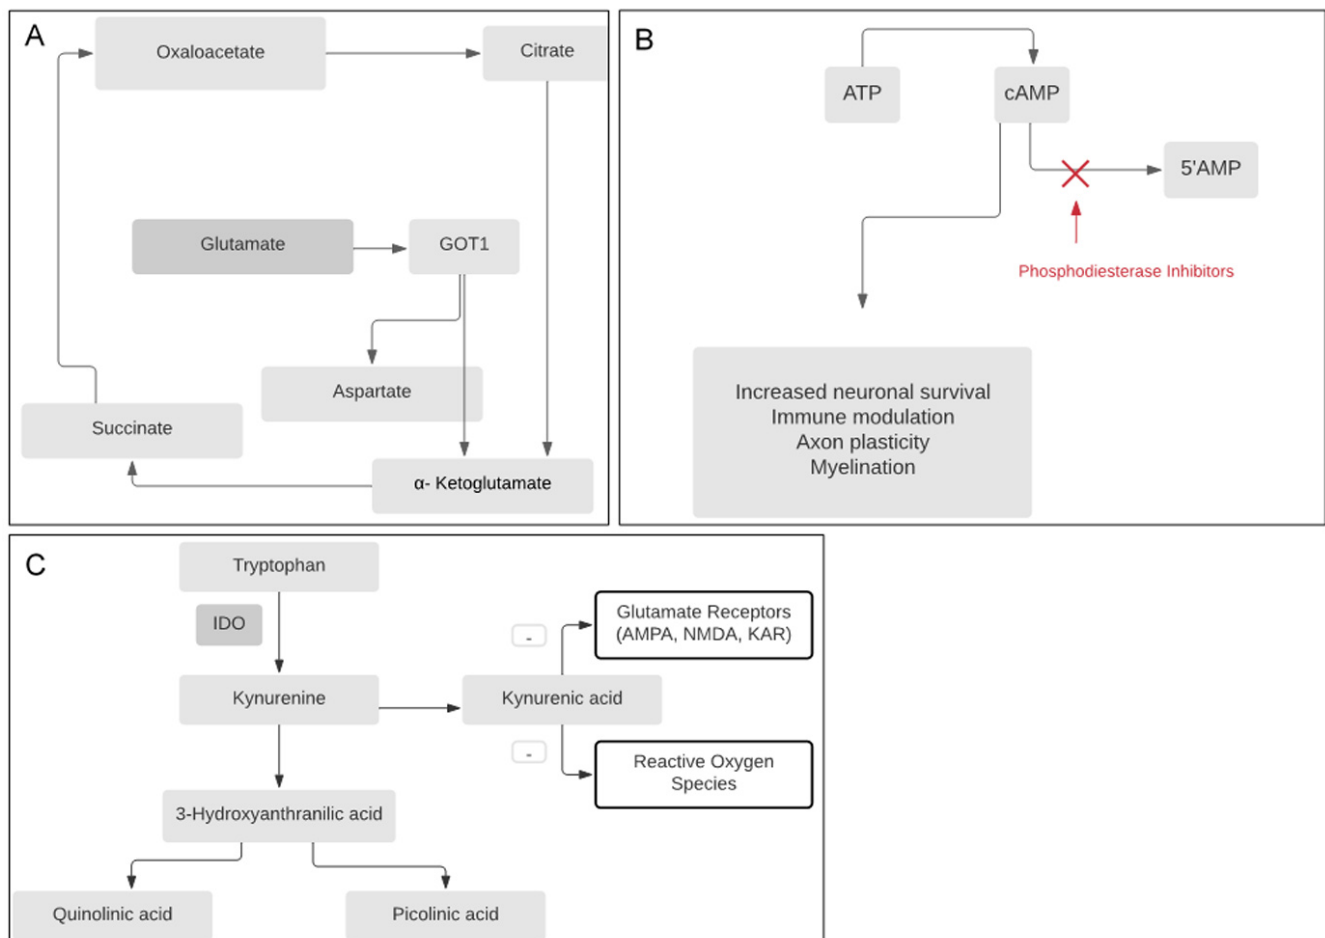 A
Oxaloacetate
Citrate
Glutamate
GOT1
Aspartate
Succinate
α- Ketoglutamate
B
ATP
cAMP
5'AMP
Phosphodiesterase Inhibitors
Increased neuronal survival
Immune modulation
Axon plasticity
Myelination
C
Tryptophan
IDO
Kynurenine
Kynurenic acid
-
Glutamate Receptors
(AMPA, NMDA, KAR)
-
Reactive Oxygen
Species
3-Hydroxyanthranilic acid
Quinolinic acid
Picolinic acid